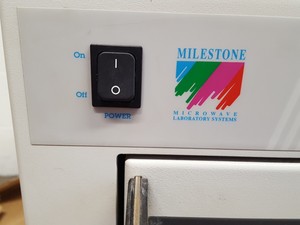 On
I
O
Off
POWER
MILESTONE
MICROWAVE
LABORATORY SYSTEMS